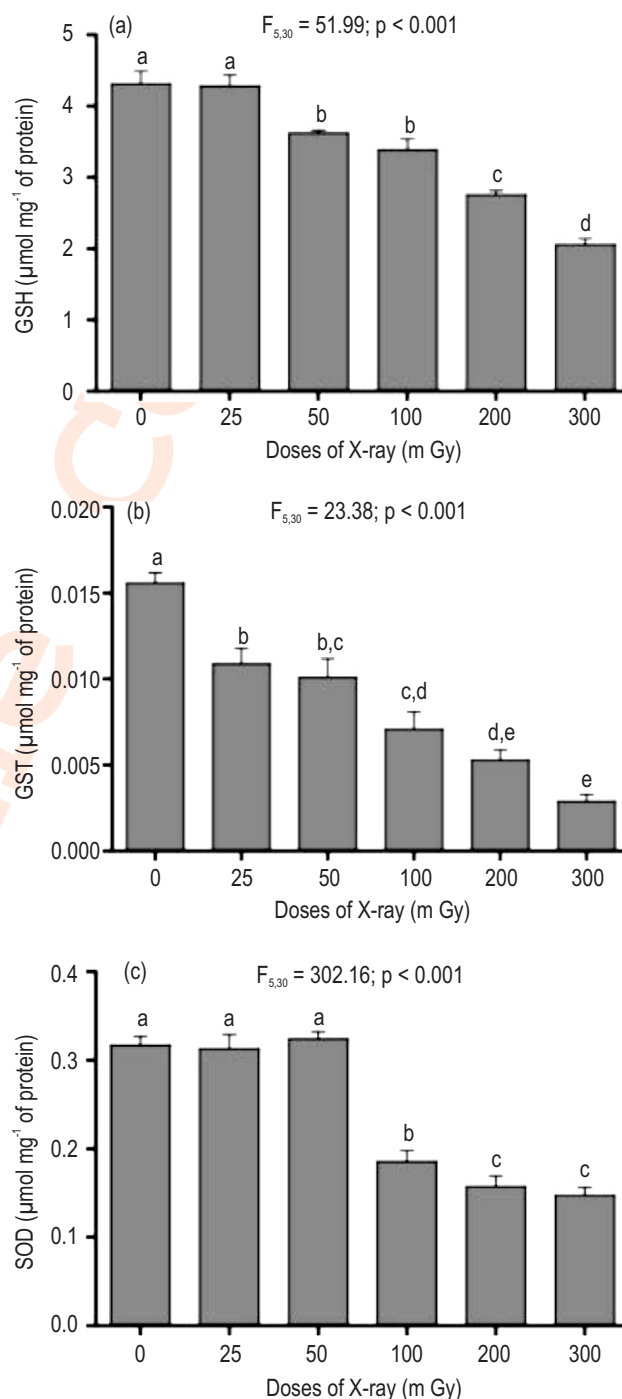 (a) F5,30 = 51.99; p < 0.001
5
a a
4
b b
3
c
2
d
1
0
GSH (µmol mg-1 of protein)
0 25 50 100 200 300
Doses of X-ray (m Gy)
(b) F5,30 = 23.38; p < 0.001
0.020
a
0.015
b b,c
0.010
c,d
d,e
0.005
e
0.000
GST (µmol mg-1 of protein)
0 25 50 100 200 300
Doses of X-ray (m Gy)
(c) F5,30 = 302.16; p < 0.001
0.4
a a a
0.3
b
0.2
c c
0.1
0.0
SOD (µmol mg-1 of protein)
0 25 50 100 200 300
Doses of X-ray (m Gy)